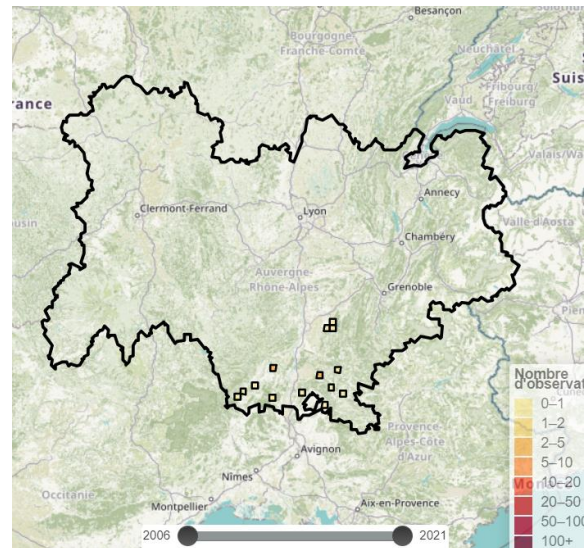 Besançon
Bourgogne
Franche-Comté
Neuchâtel
Fribourg/
Freiburg
Suis
rance
Vaud
Valais/Wa
Annecy
Clermont-Ferrand
Lyon
Valle d'Aosta
Chambéry
Auvergne-
Rhône-Alpes
Grenoble
Piem
Nombre
d'observat
0–1
1–2
2–5
5–10
10–20
20–50
50–100
100+
Provence
Alpes-Côte
d'Azur
Avignon
Nîmes
Occitanie
Montpellier
Aix-en-Provence
2006
2021